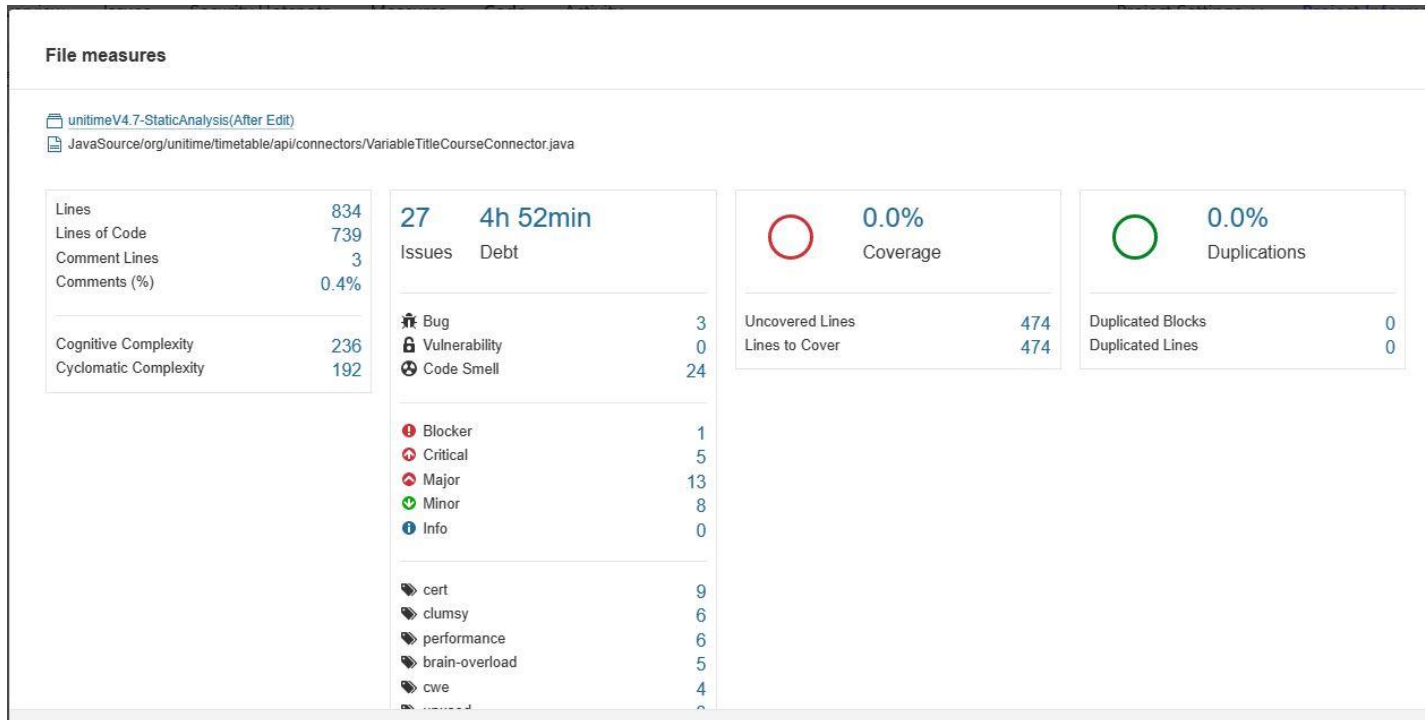 File measures
unitimeV4.7-StaticAnalysis(After Edit)
JavaSource/org/unitime/timetable/api/connectors/VariableTitleCourseConnector.java
Lines 834
Lines of Code 739
Comment Lines 3
Comments (%) 0.4%
Cognitive Complexity 236
Cyclomatic Complexity 192
27 4h 52min
Issues Debt
Bug 3
Vulnerability 0
Code Smell 24
Blocker 1
Critical 5
Major 13
Minor 8
Info 0
cert 9
clumsy 6
performance 6
brain-overload 5
cwe 4
0.0%
Coverage
Uncovered Lines 474
Lines to Cover 474
0.0%
Duplications
Duplicated Blocks 0
Duplicated Lines 0